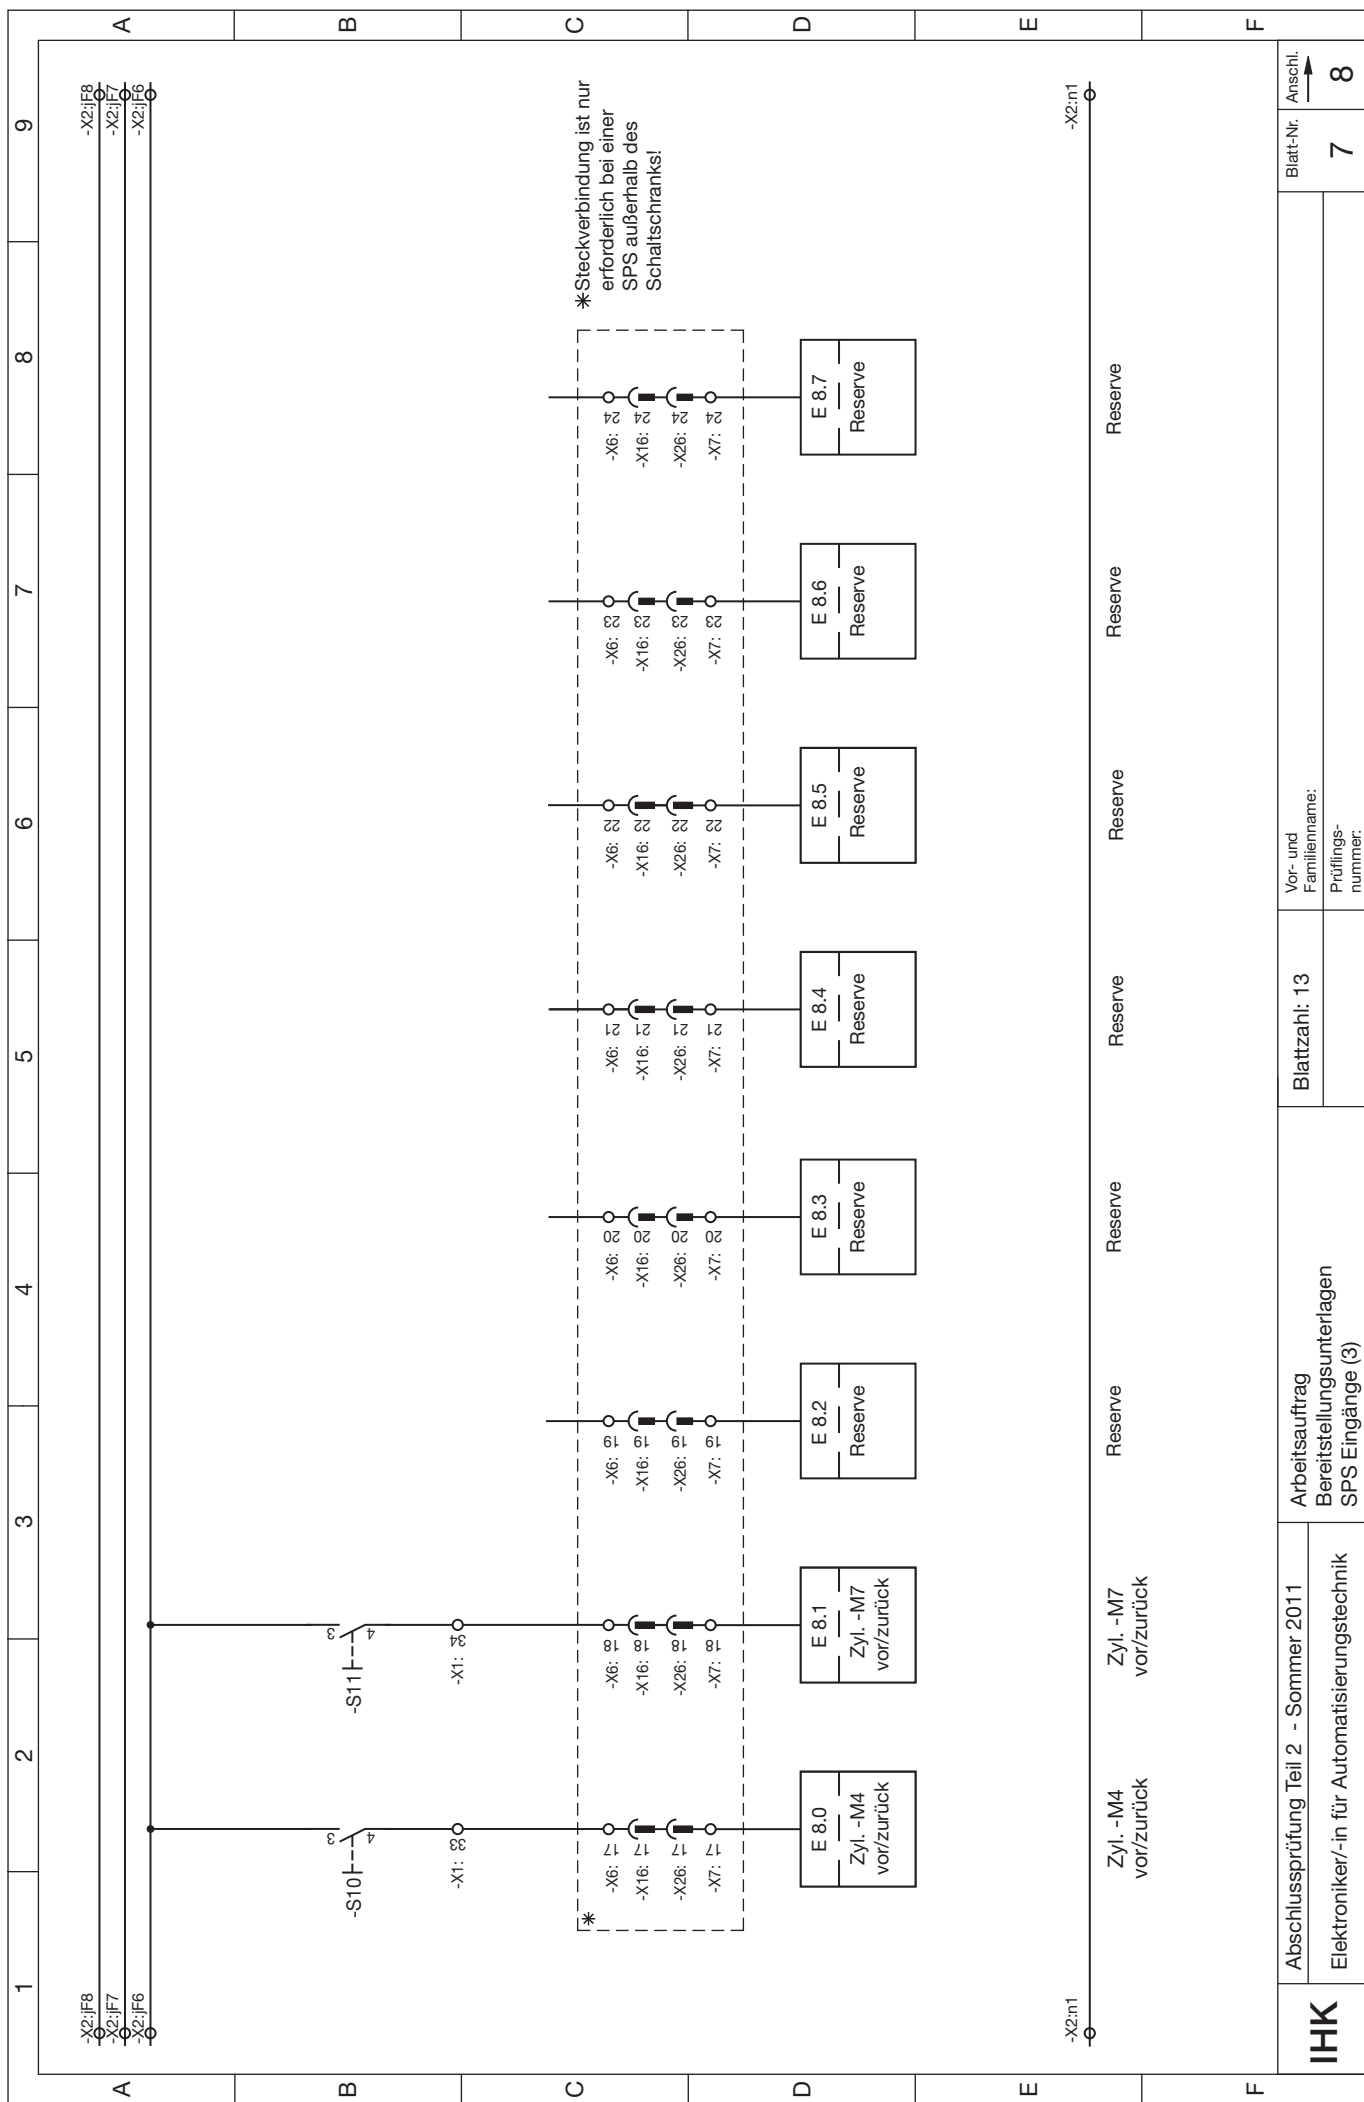 1 2 3 4 5 6 7 8 9
A
B
C
D
E
F
A
B
C
D
E
F
-X2:jF8
-X2:jF7
-X2:jF6
-X2:jF8
-X2:jF7
-X2:jF6
-S10
3
4
-X1: 33
-S11
3
4
-X1: 34
*
*Steckverbindung ist nur
erforderlich bei einer
SPS außerhalb des
Schaltschranks!
-X6: 17
-X16: 17
-X26: 17
-X7: 17
-X6: 18
-X16: 18
-X26: 18
-X7: 18
-X6: 19
-X16: 19
-X26: 19
-X7: 19
-X6: 20
-X16: 20
-X26: 20
-X7: 20
-X6: 21
-X16: 21
-X26: 21
-X7: 21
-X6: 22
-X16: 22
-X26: 22
-X7: 22
-X6: 23
-X16: 23
-X26: 23
-X7: 23
-X6: 24
-X16: 24
-X26: 24
-X7: 24
E 8.0
Zyl. -M4
vor/zurück
E 8.1
Zyl. -M7
vor/zurück
E 8.2
Reserve
E 8.3
Reserve
E 8.4
Reserve
E 8.5
Reserve
E 8.6
Reserve
E 8.7
Reserve
-X2:n1
-X2:n1
Zyl. -M4
vor/zurück
Zyl. -M7
vor/zurück
Reserve
Reserve
Reserve
Reserve
Reserve
Reserve
IHK
Abschlussprüfung Teil 2 - Sommer 2011
Elektroniker/-in für Automatisierungstechnik
Arbeitsauftrag
Bereitstellungsunterlagen
SPS Eingänge (3)
Blattzahl: 13
Vor- und
Familienname:
Prüflings-
nummer:
Blatt-Nr.
7
Anschl.
8